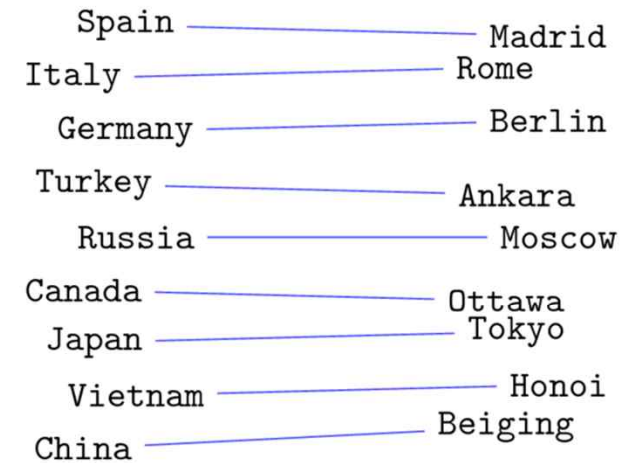 Spain Madrid
Italy Rome
Germany Berlin
Turkey Ankara
Russia Moscow
Canada Ottawa
Japan Tokyo
Vietnam Honoi
China Beiging